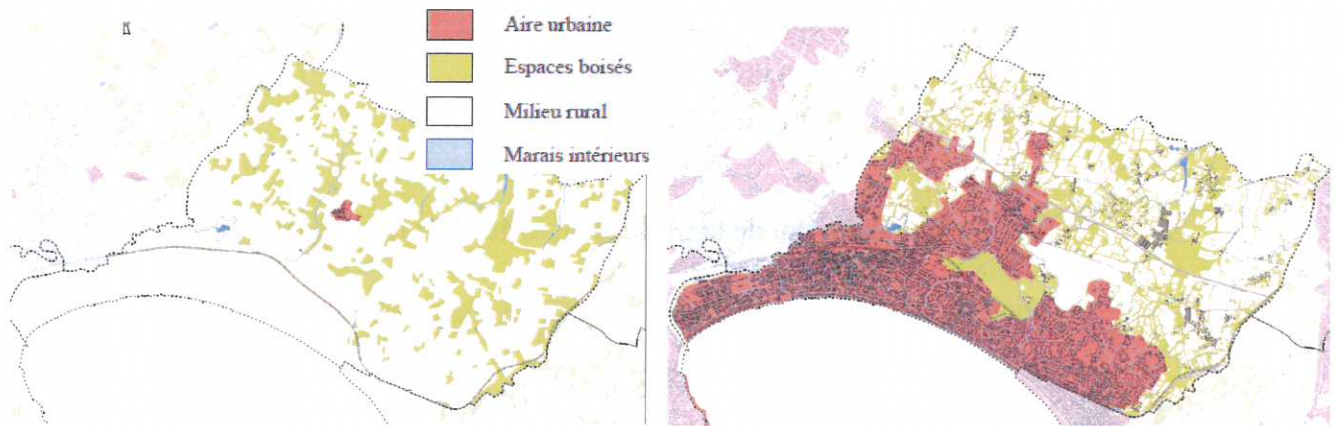 Aire urbaine
Espaces boisés
Milieu rural
Marais intérieurs